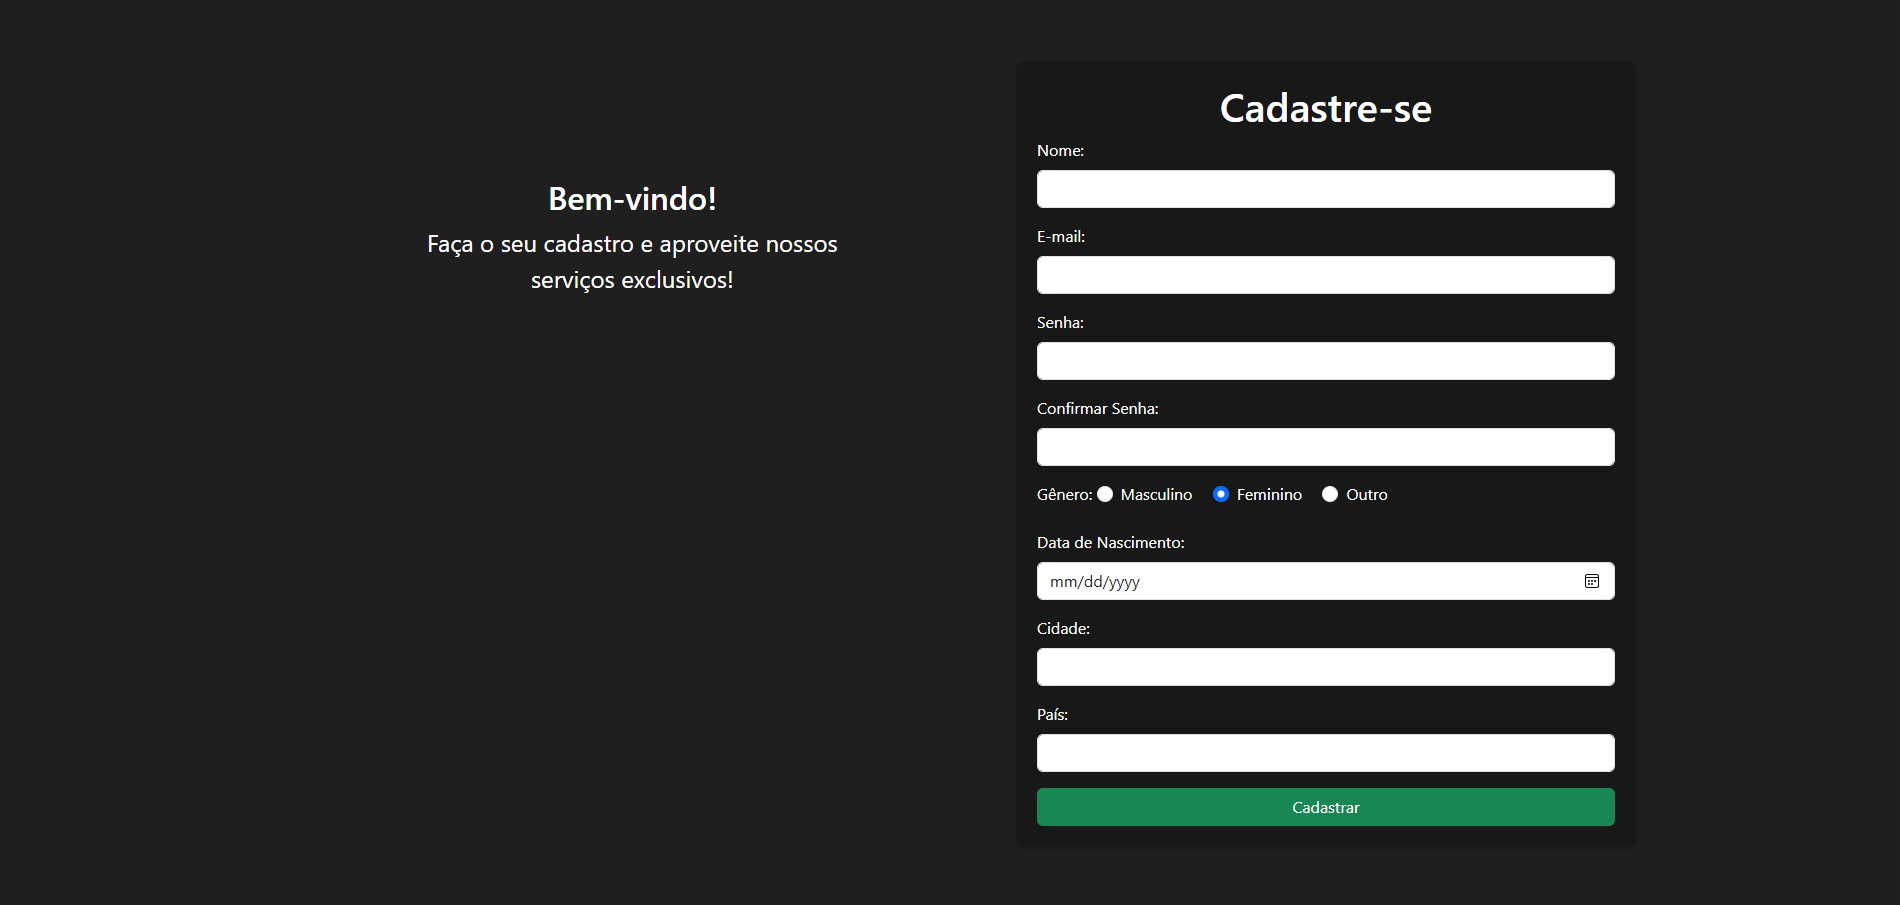 Bem-vindo!
Faça o seu cadastro e aproveite nossos
serviços exclusivos!
Cadastre-se
Nome:
E-mail:
Senha:
Confirmar Senha:
Gênero: Masculino Feminino Outro
Data de Nascimento:
mm/dd/yyyy
Cidade:
País:
Cadastrar